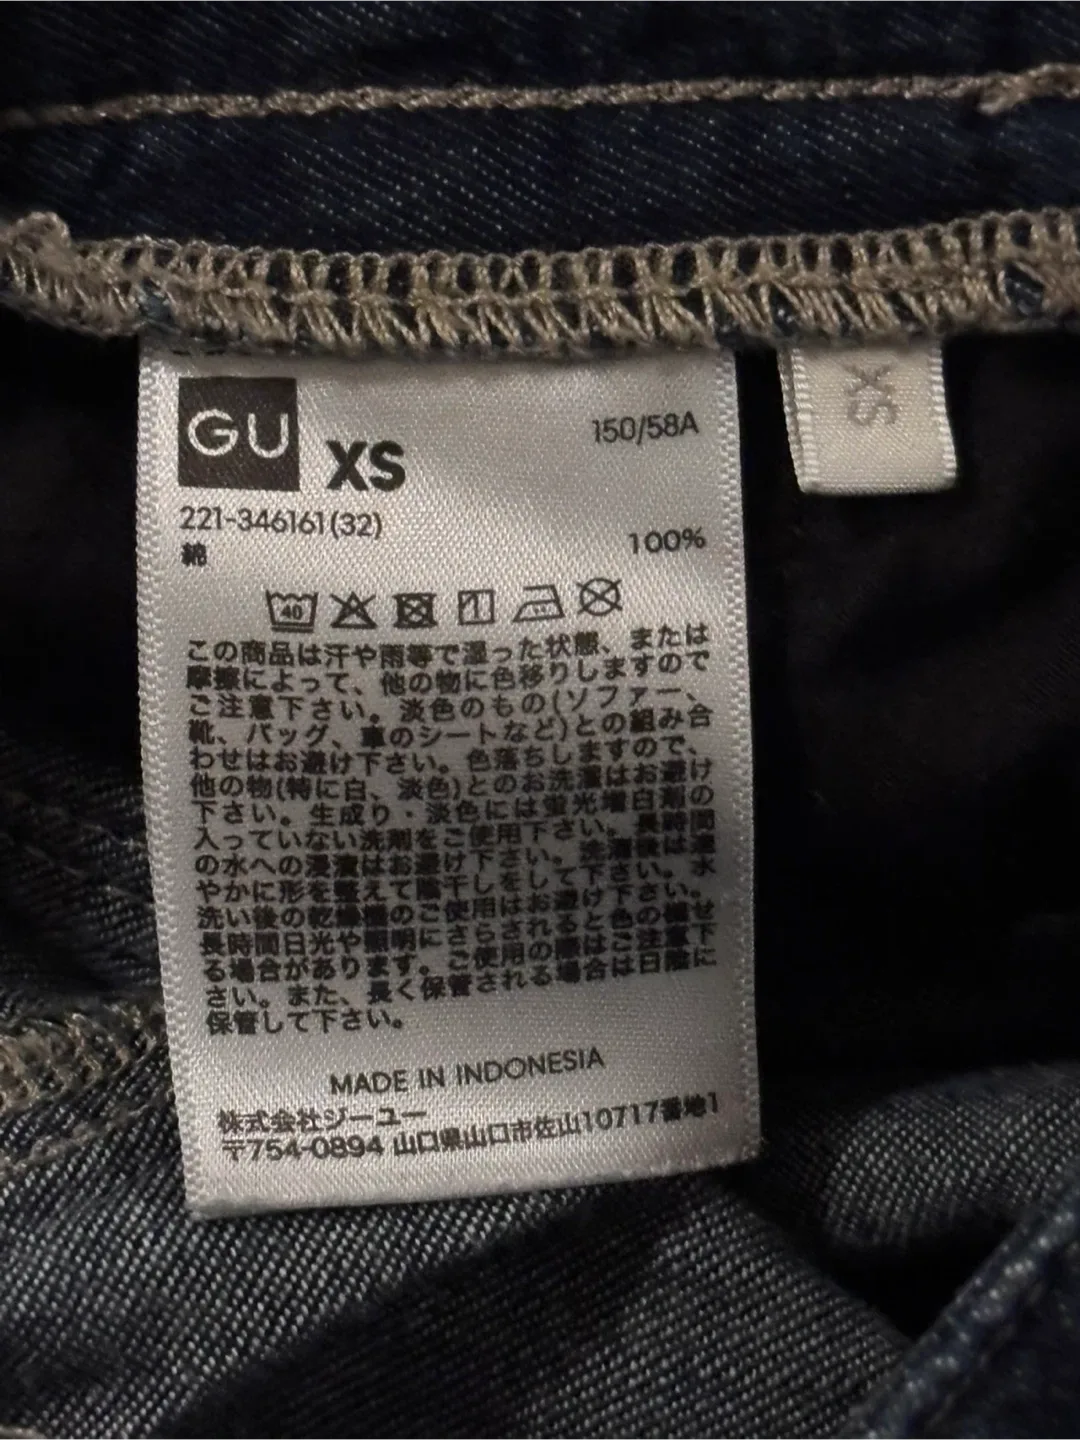 GU XS 150/58A
XS
221-346161(32)
綿 100%
40
この商品は汗や雨等で湿った状態、または
摩擦によって、他の物に色移りしますので
ご注意下さい。淡色のもの(ソファー、
靴、バッグ、車のシートなど)との組み合
わせはお避け下さい。色落ちしますので、
他の物(特に白、淡色)とのお洗濯はお避け
下さい。生成り・淡色には蛍光増白剤の
入っていない洗剤をご使用下さい。長時間
の水への浸漬はお避け下さい。洗濯後は速
やかに形を整えて陰干しをして下さい。水
洗い後の乾燥機のご使用はお避け下さい。
長時間日光や照明にさらされると色の褪せ
る場合があります。ご使用の際はご注意下
さい。また、長く保管される場合は日陰に
保管して下さい。
MADE IN INDONESIA
株式会社ジーユー
〒754-0894 山口県山口市佐山10717番地1